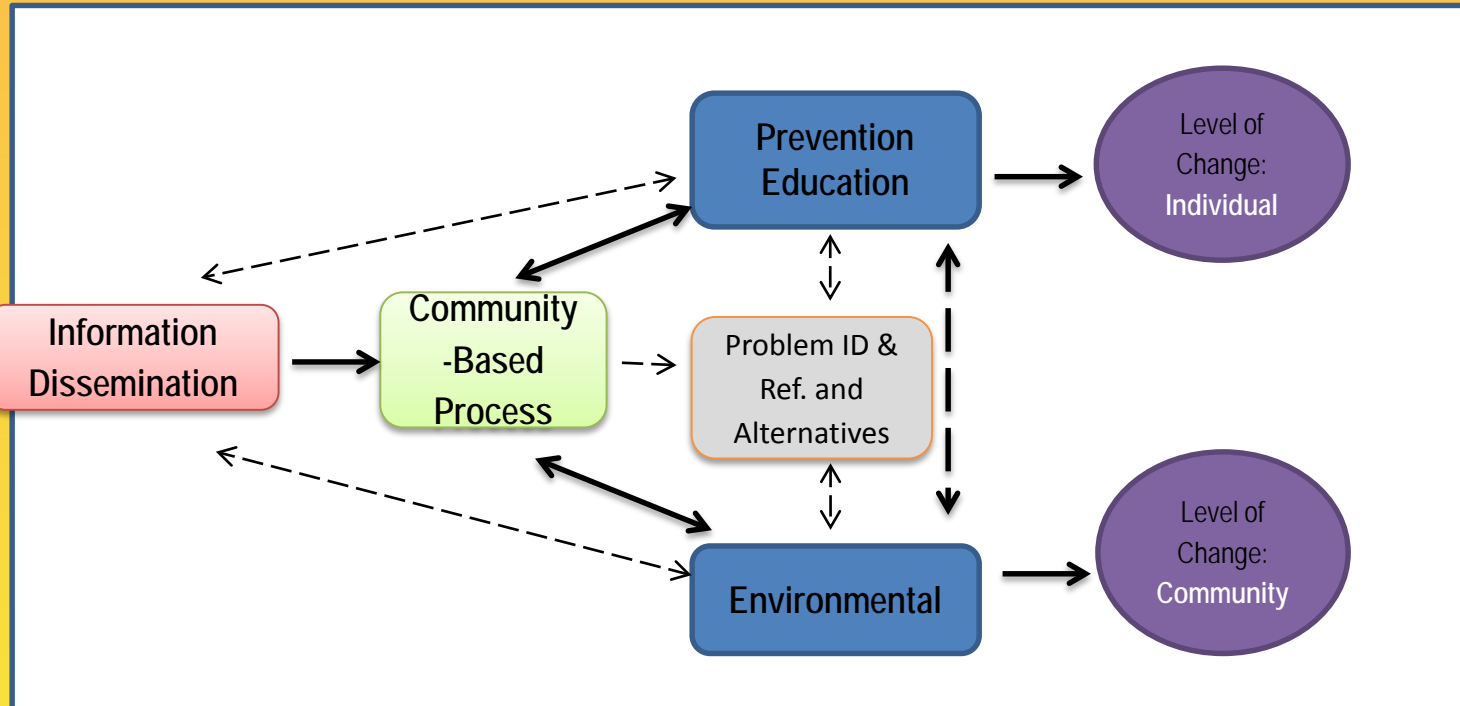 Prevention
Education
Level of
Change:
Individual
Information
Dissemination
Community
-Based
Process
Problem ID &
Ref. and
Alternatives
Environmental
Level of
Change:
Community